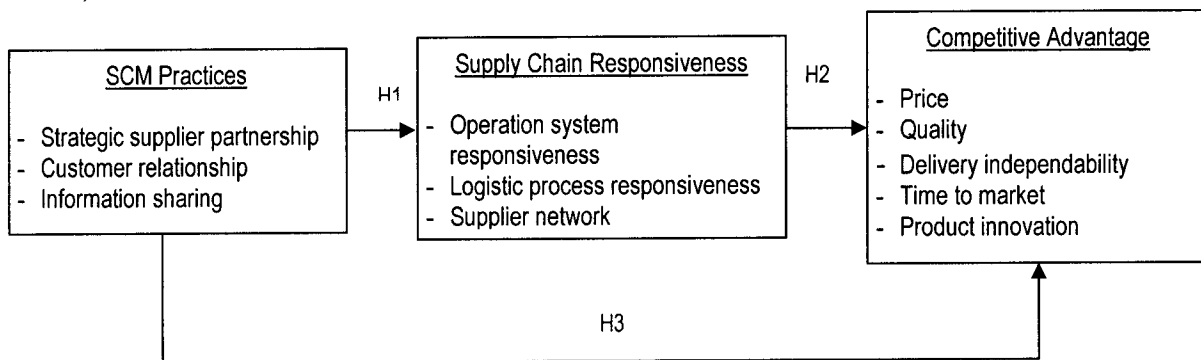 SCM Practices
- Strategic supplier partnership
- Customer relationship
- Information sharing
H1
Supply Chain Responsiveness
- Operation system
responsiveness
- Logistic process responsiveness
- Supplier network
H2
Competitive Advantage
- Price
- Quality
- Delivery independability
- Time to market
- Product innovation
H3